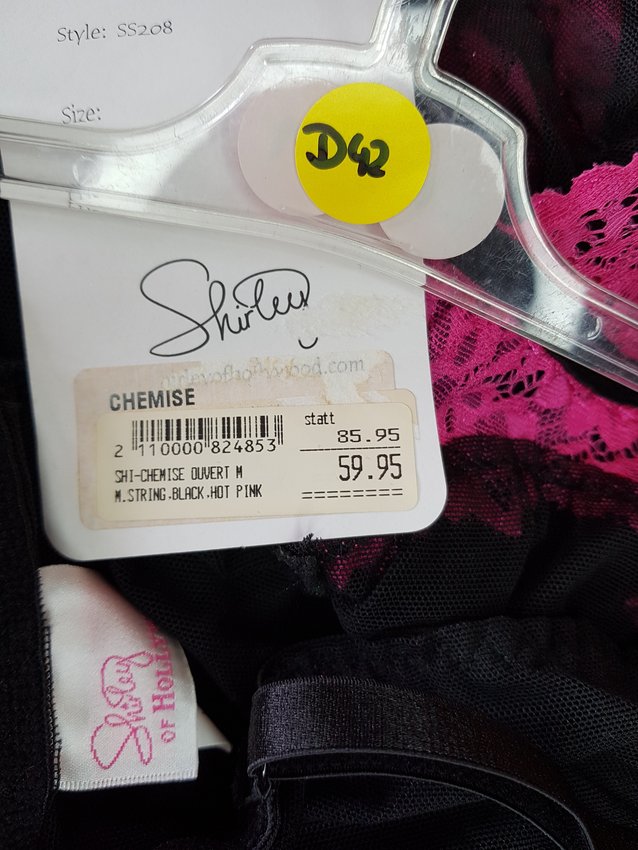 Style: SS208
Size:
D42
Shirley
CHEMISE
2 110000 824853
statt
85.95
59.95
SHI-CHEMISE OUVERT M
M.STRING.BLACK.HOT PINK
========
Shirley
OF HOLLYW